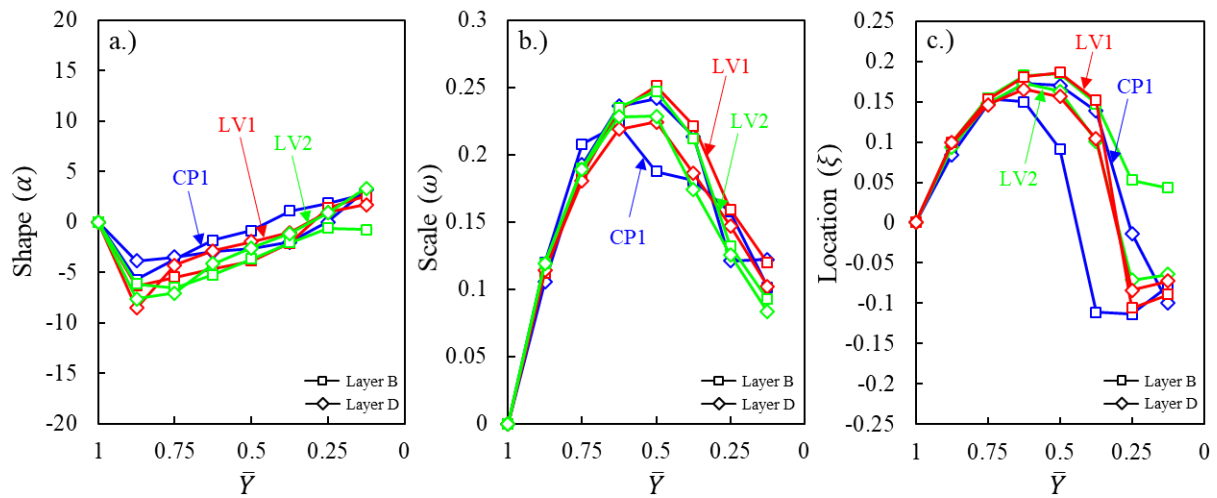 a.)
Shape (α)
20
15
10
5
0
-5
-10
-15
-20
LV1
LV2
CP1
Layer B
Layer D
1
0.75
0.5
0.25
0
Y̅
b.)
Scale (ω)
0.3
0.25
0.2
0.15
0.1
0.05
0
LV1
LV2
CP1
Layer B
Layer D
1
0.75
0.5
0.25
0
Y̅
c.)
Location (ξ)
0.25
0.2
0.15
0.1
0.05
0
-0.05
-0.1
-0.15
-0.2
-0.25
LV1
CP1
LV2
Layer B
Layer D
1
0.75
0.5
0.25
0
Y̅